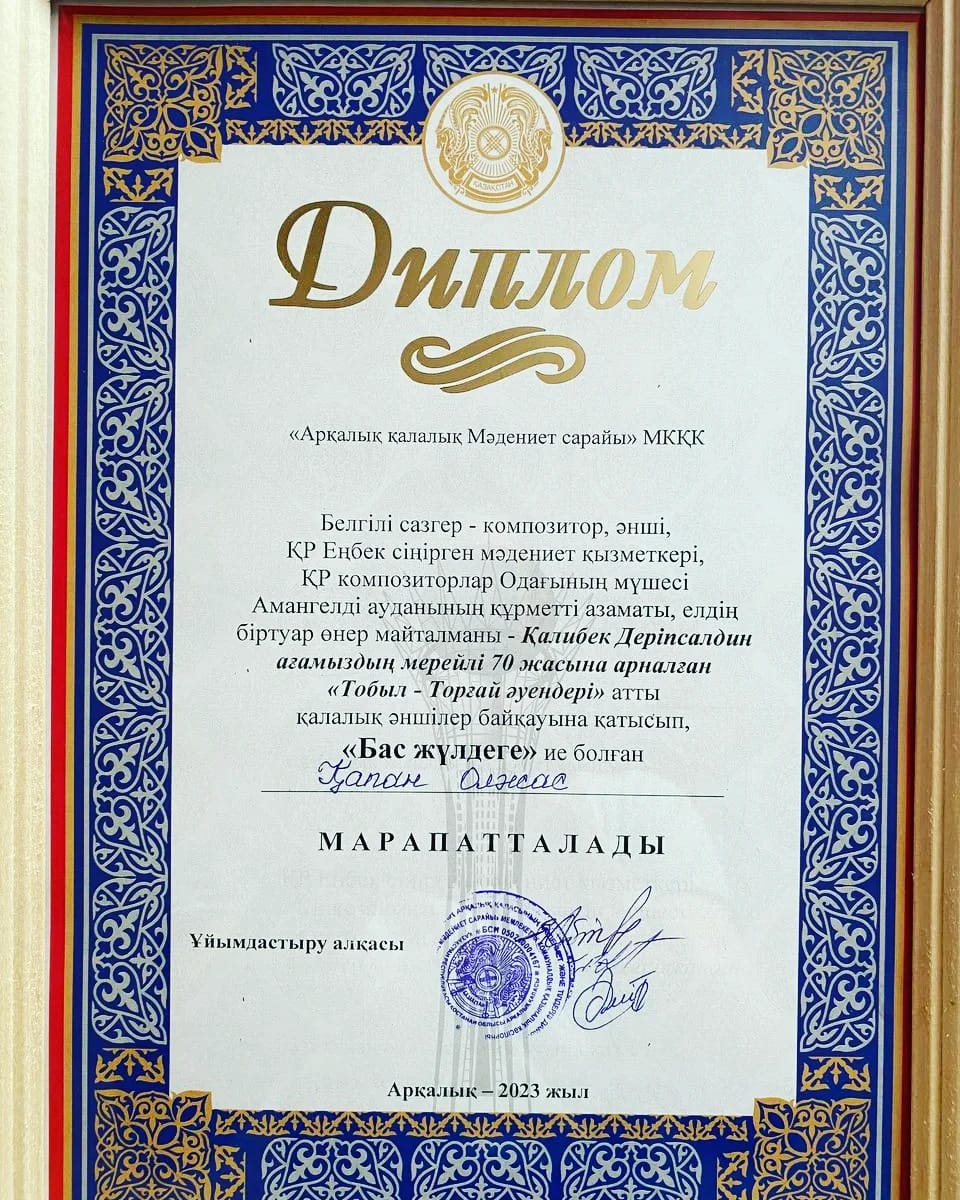 ҚАЗАҚСТАН
Диплом
«Арқалық қалалық Мәдениет сарайы» МКҚК
Белгілі сазгер - композитор, әнші,
ҚР Еңбек сіңірген мәдениет қызметкері,
ҚР композиторлар Одағының мүшесі
Амангелді ауданының құрметті азаматы, елдің
біртуар өнер майталманы - Қалибек Деріпсалдин
ағамыздың мерейлі 70 жасына арналған
«Тобыл - Торғай әуендері» атты
қалалық әншілер байқауына қатысып,
«Бас жүлдеге» ие болған
Қапан Олжас
МАРАПАТТАЛАДЫ
Ұйымдастыру алқасы
Арқалық – 2023 жыл